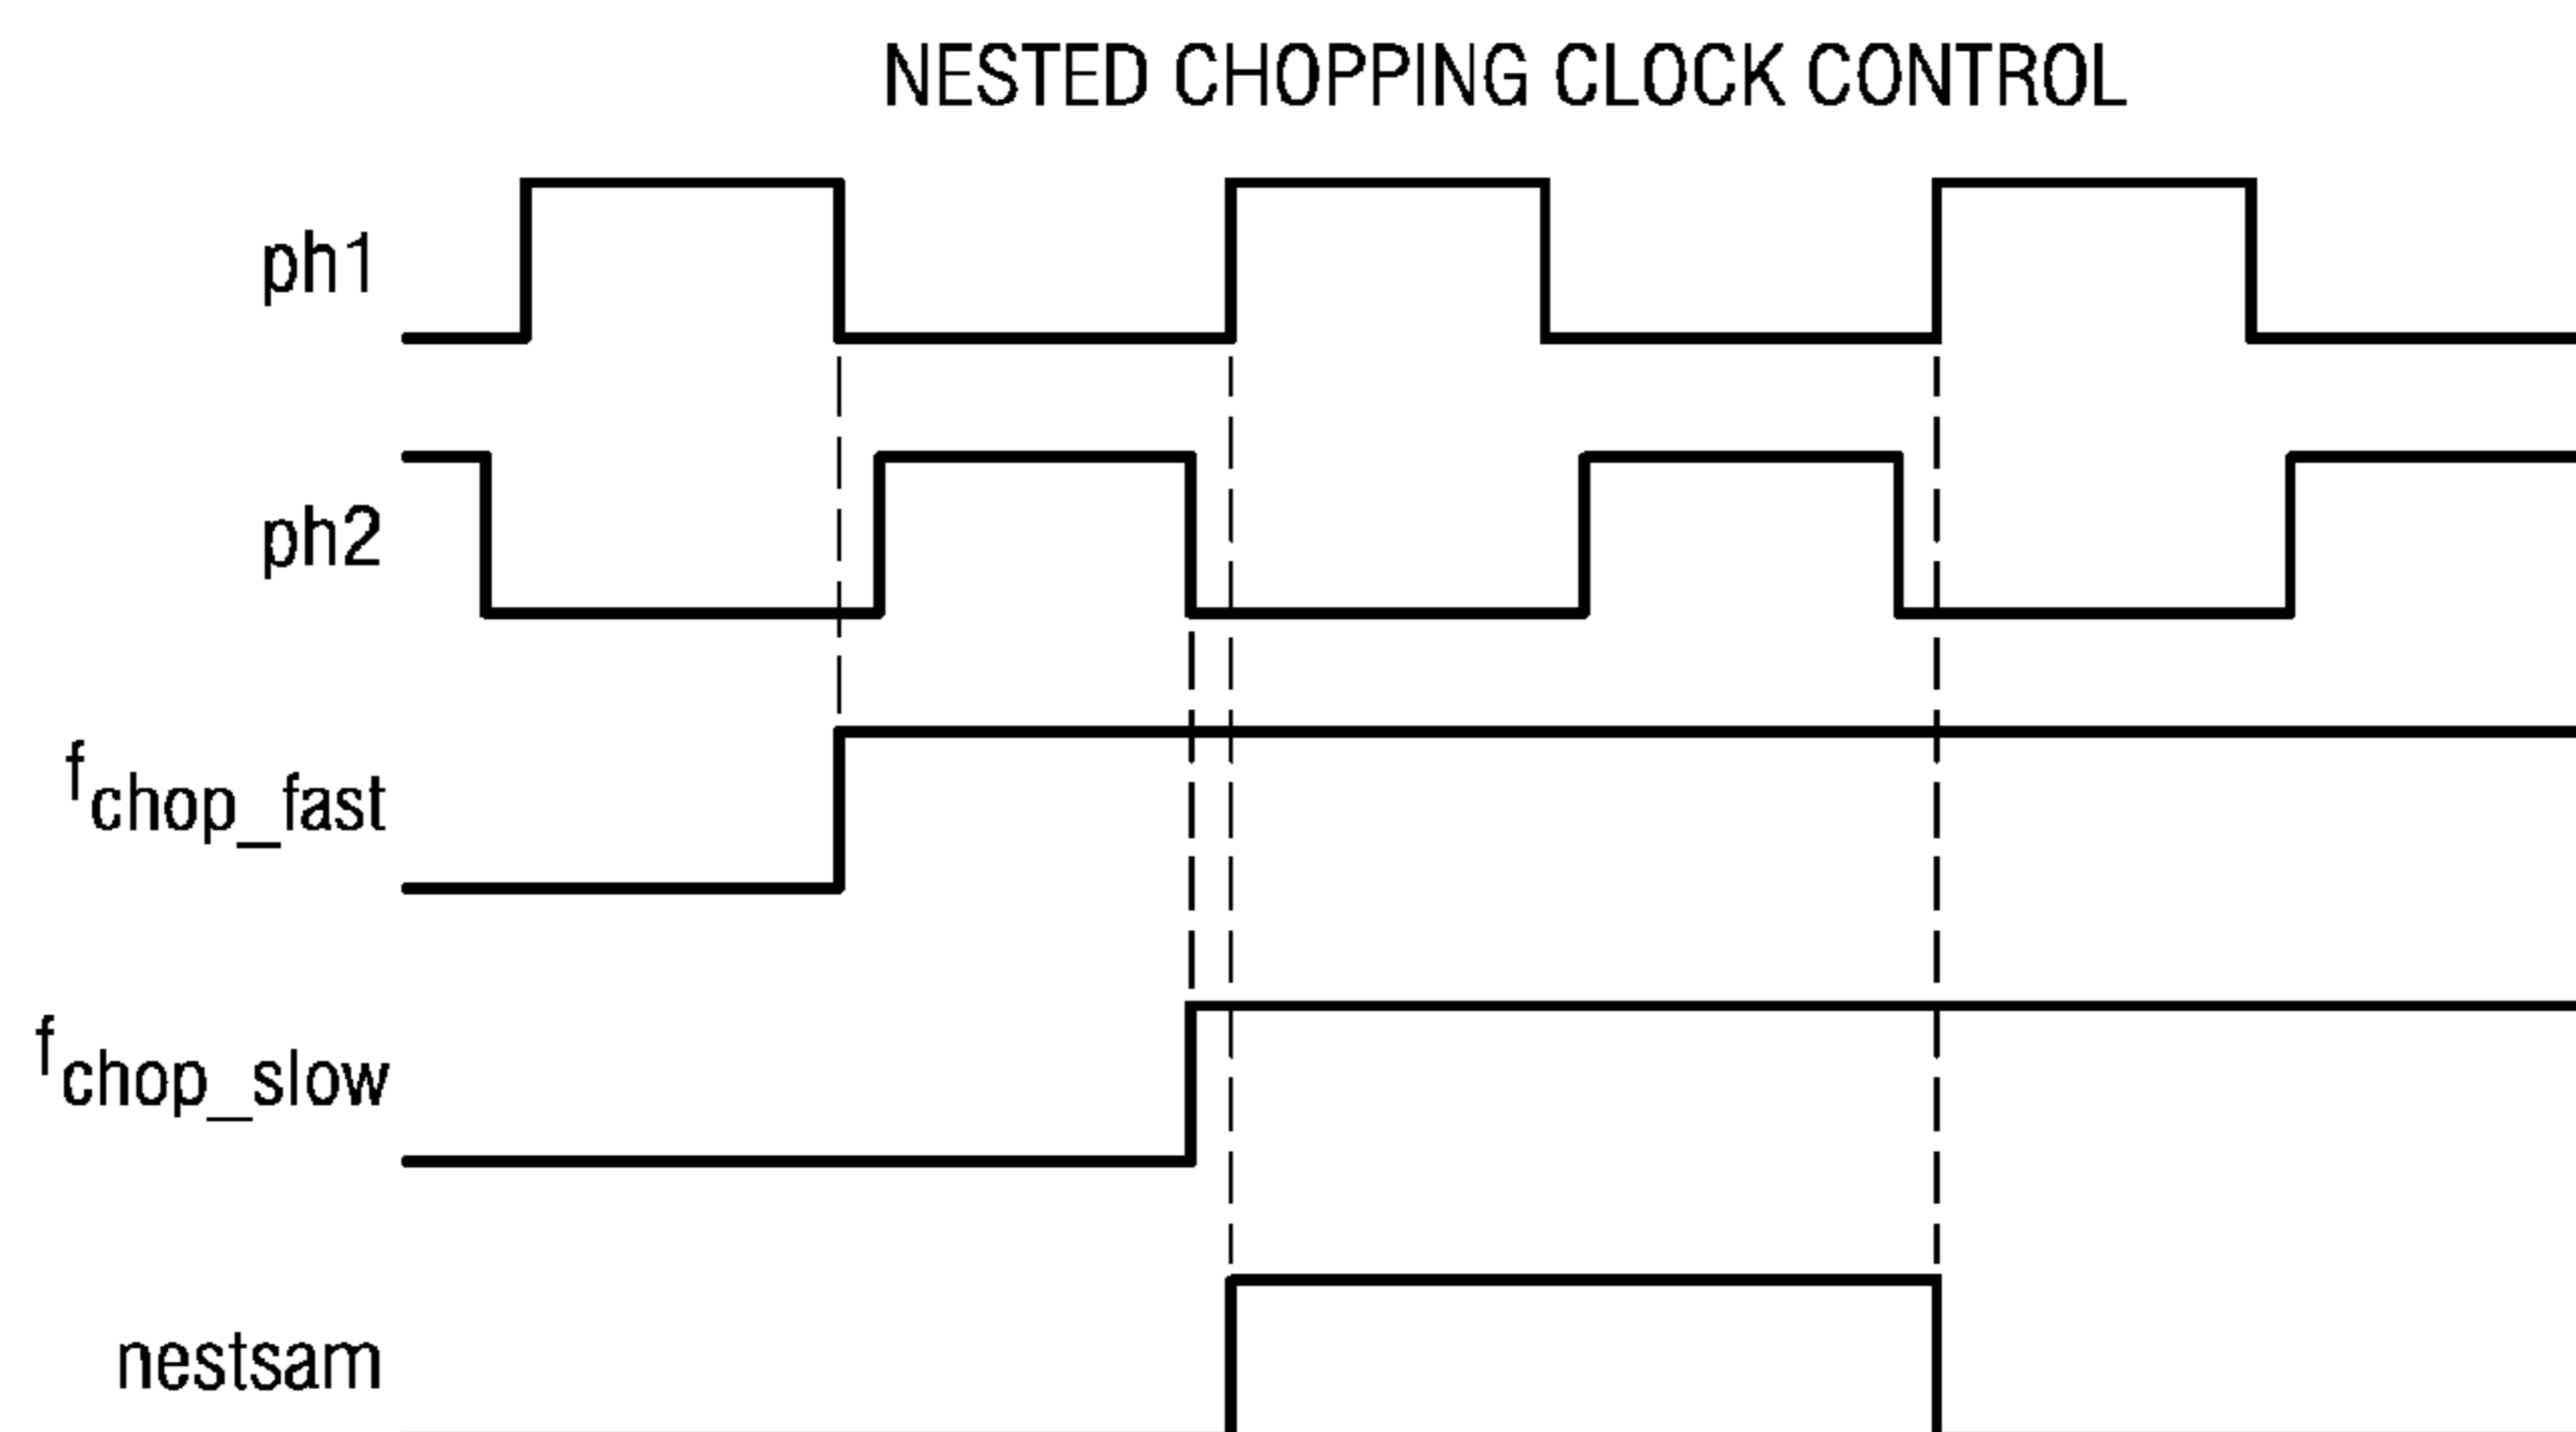 NESTED CHOPPING CLOCK CONTROL
ph1
ph2
fchop_fast
fchop_slow
nestsam